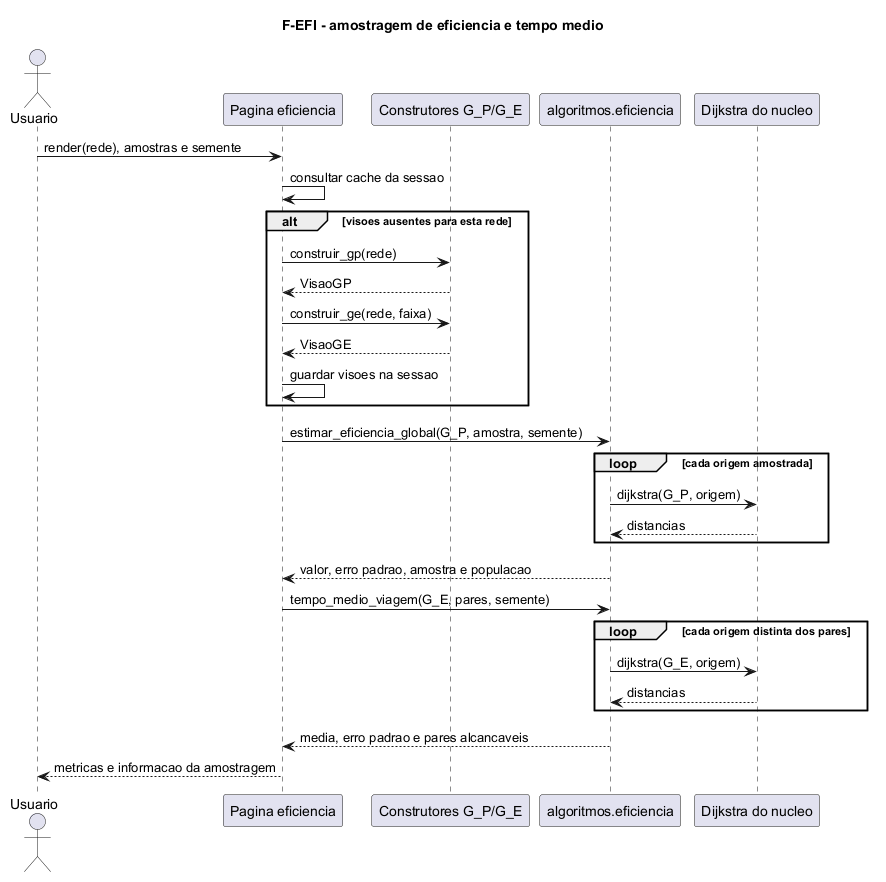 F-EFI - amostragem de eficiencia e tempo medio
Usuario
Pagina eficiencia
Construtores G_P/G_E
algoritmos.eficiencia
Dijkstra do nucleo
render(rede), amostras e semente
consultar cache da sessao
alt
[visoes ausentes para esta rede]
construir_gp(rede)
VisaoGP
construir_ge(rede, faixa)
VisaoGE
guardar visoes na sessao
estimar_eficiencia_global(G_P, amostra, semente)
loop
[cada origem amostrada]
dijkstra(G_P, origem)
distancias
valor, erro padrao, amostra e populacao
tempo_medio_viagem(G_E, pares, semente)
loop
[cada origem distinta dos pares]
dijkstra(G_E, origem)
distancias
media, erro padrao e pares alcancaveis
metricas e informacao da amostragem
Usuario
Pagina eficiencia
Construtores G_P/G_E
algoritmos.eficiencia
Dijkstra do nucleo